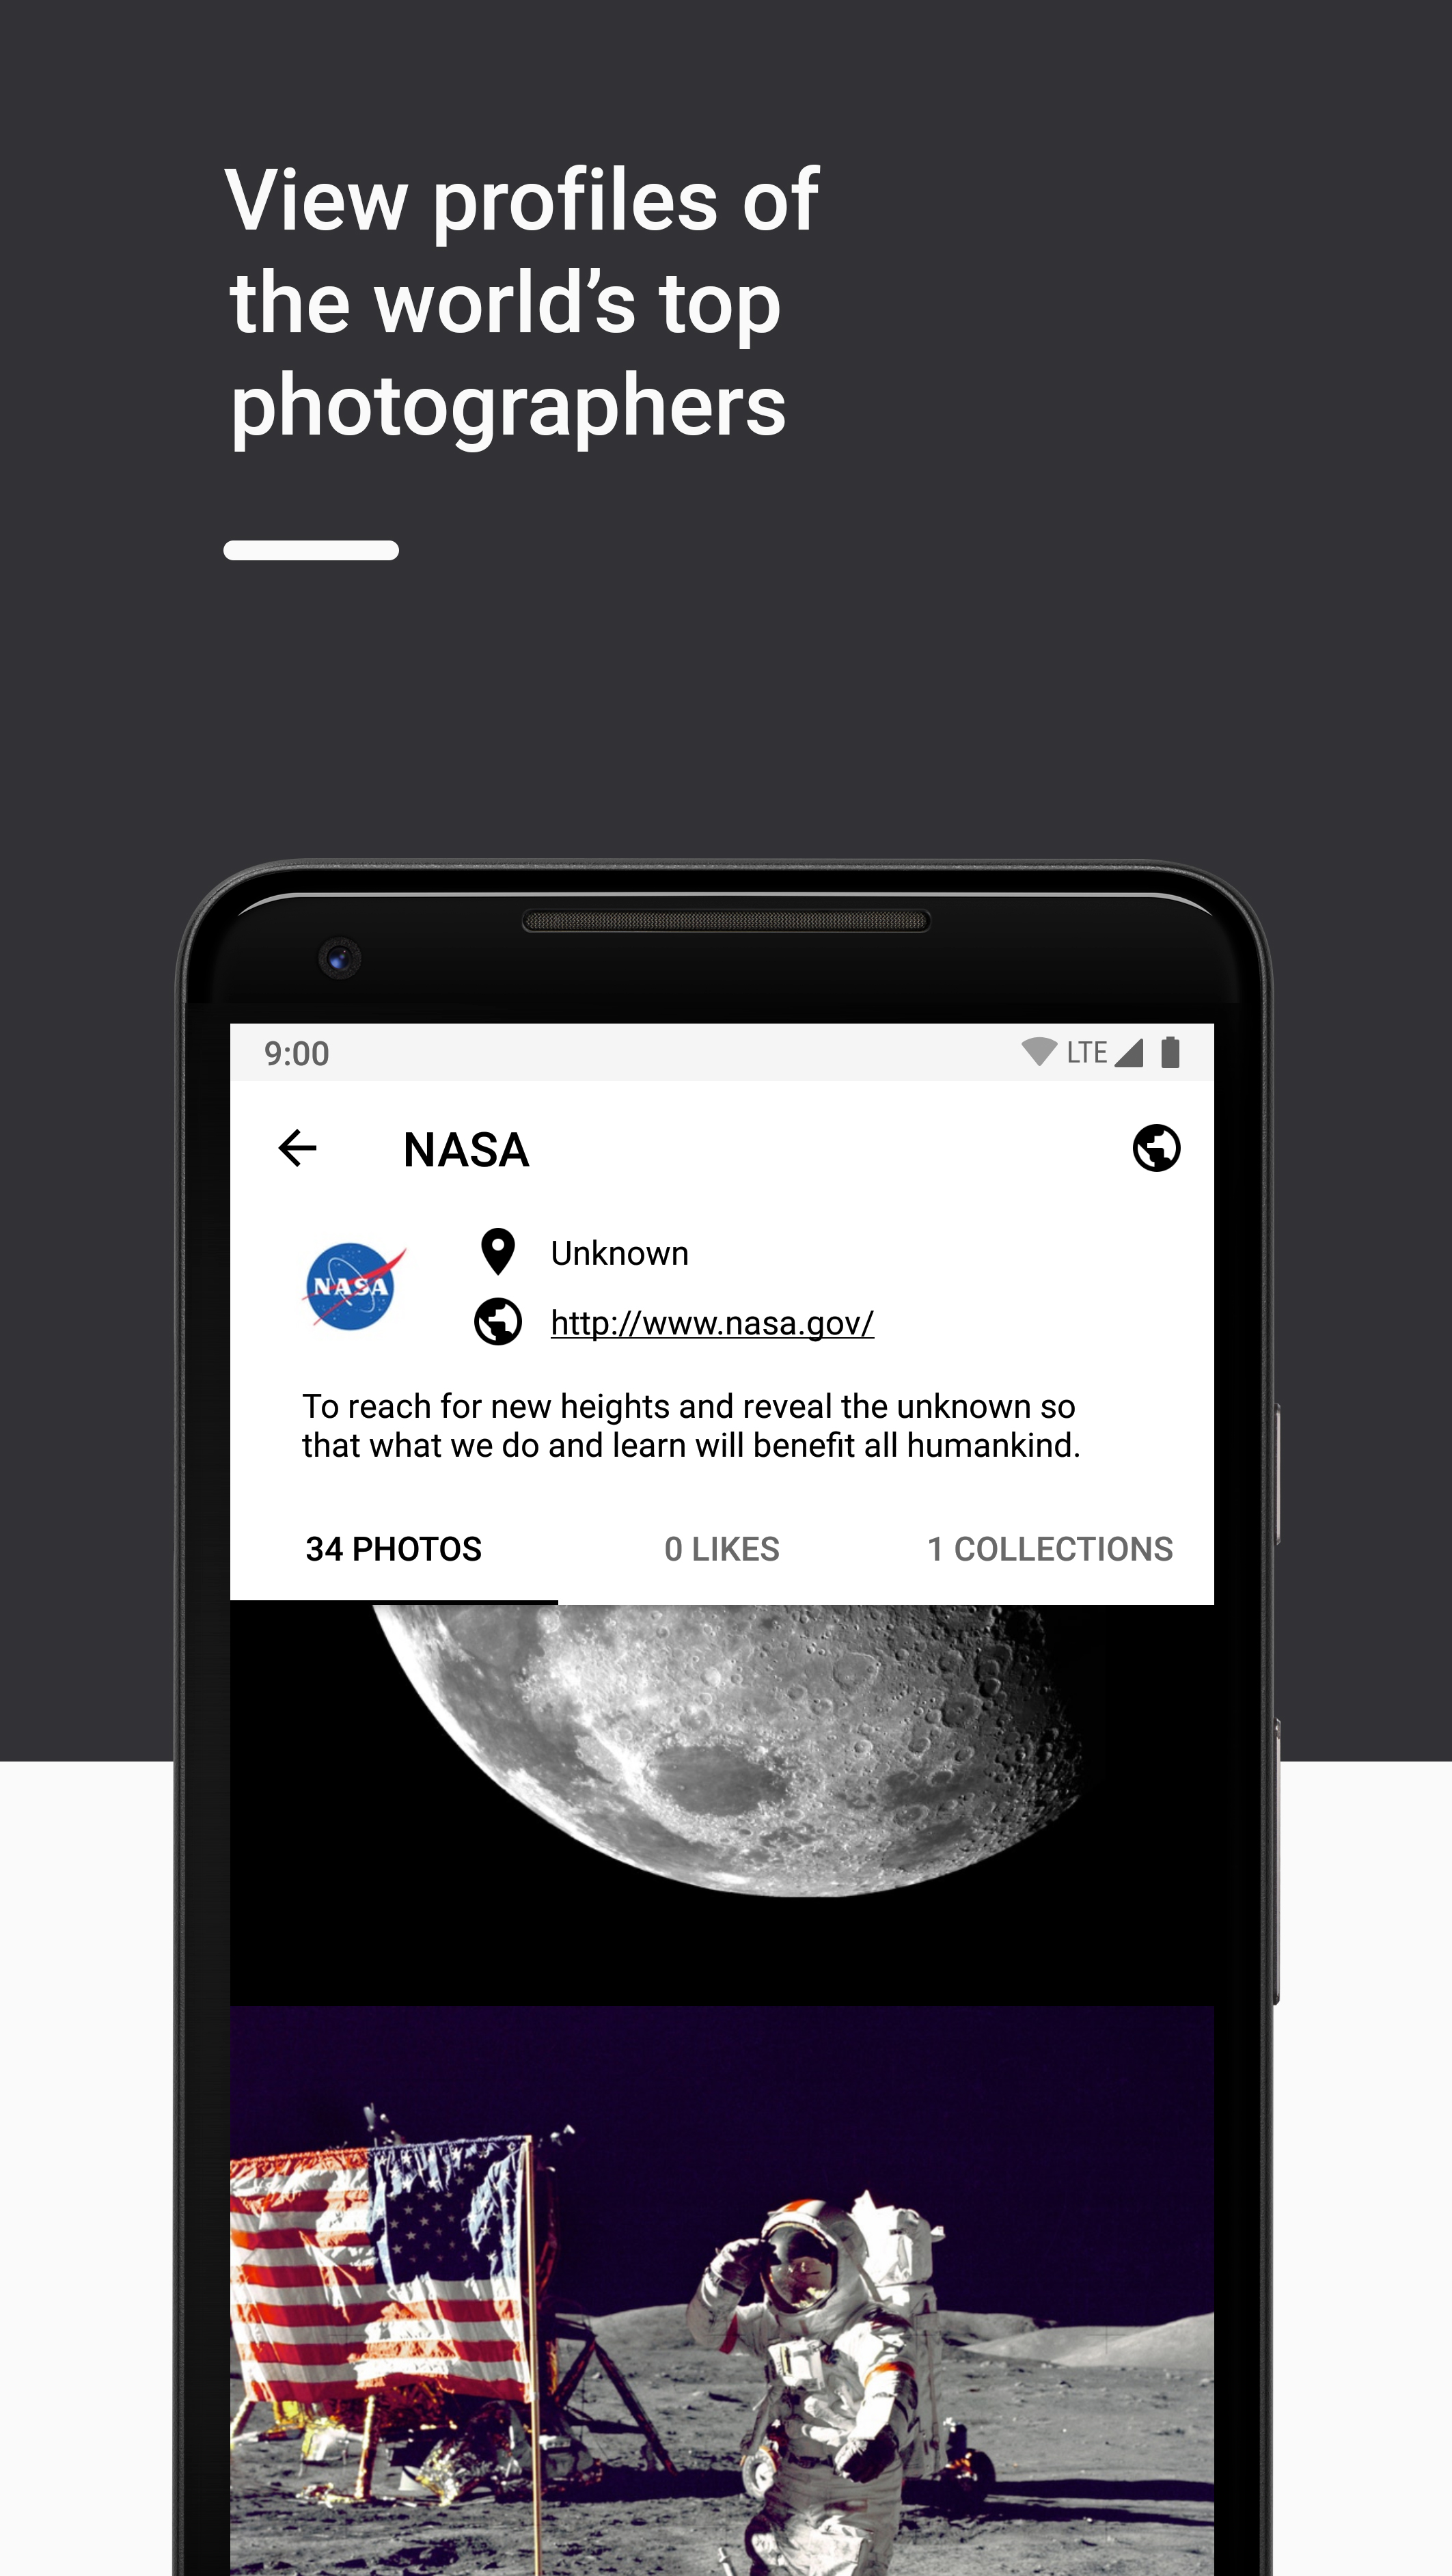 View profiles of
the world’s top
photographers
9:00
LTE
NASA
NASA
Unknown
http://www.nasa.gov/
To reach for new heights and reveal the unknown so
that what we do and learn will benefit all humankind.
34 PHOTOS
0 LIKES
1 COLLECTIONS